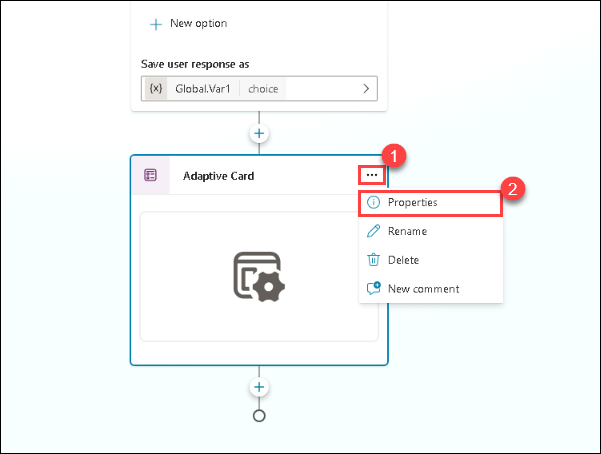 New option
Save user response as
{x} Global.Var1 choice
1
Adaptive Card
2
Properties
Rename
Delete
New comment